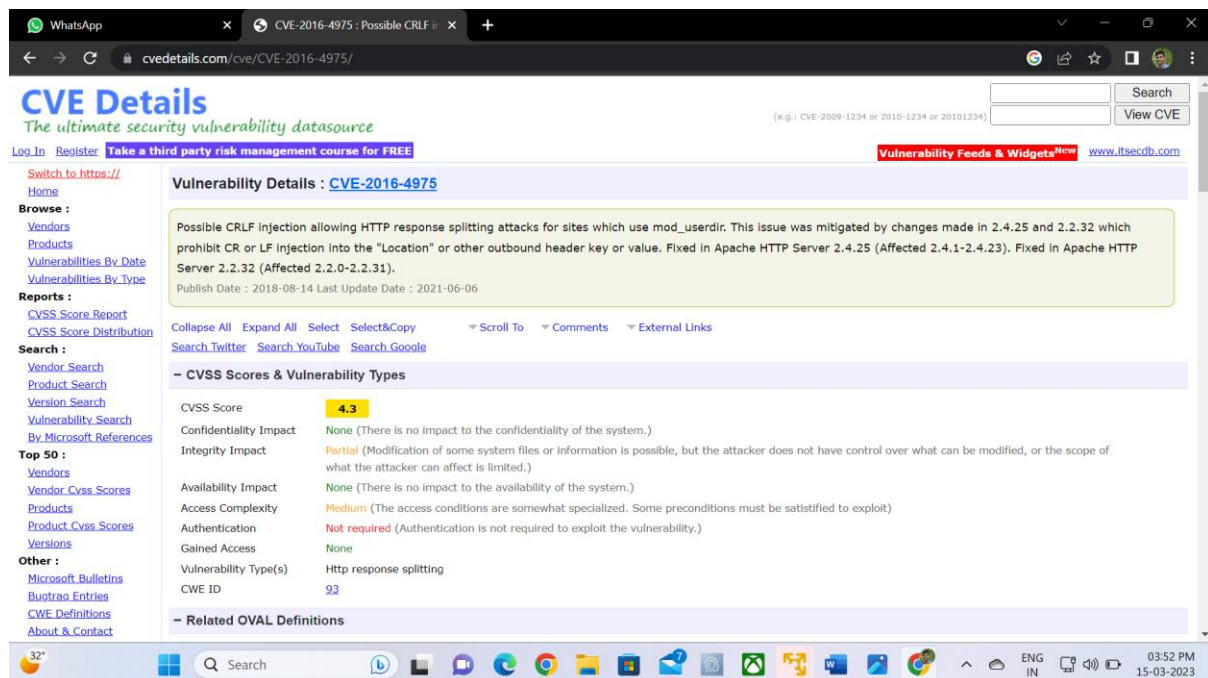 WhatsApp
CVE-2016-4975 : Possible CRLF in
cvedetails.com/cve/CVE-2016-4975/
CVE Details
The ultimate security vulnerability datasource
Search
(e.g.: CVE-2009-1234 or 2010-1234 or 20101234)
View CVE
Log In Register Take a third party risk management course for FREE
Vulnerability Feeds & WidgetsNew www.itsecdb.com
Switch to https://
Home
Browse :
Vendors
Products
Vulnerabilities By Date
Vulnerabilities By Type
Reports :
CVSS Score Report
CVSS Score Distribution
Search :
Vendor Search
Product Search
Version Search
Vulnerability Search
By Microsoft References
Top 50 :
Vendors
Vendor Cvss Scores
Products
Product Cvss Scores
Versions
Other :
Microsoft Bulletins
Bugtraq Entries
CWE Definitions
About & Contact
Vulnerability Details : CVE-2016-4975
Possible CRLF injection allowing HTTP response splitting attacks for sites which use mod_userdir. This issue was mitigated by changes made in 2.4.25 and 2.2.32 which
prohibit CR or LF injection into the "Location" or other outbound header key or value. Fixed in Apache HTTP Server 2.4.25 (Affected 2.4.1-2.4.23). Fixed in Apache HTTP
Server 2.2.32 (Affected 2.2.0-2.2.31).
Publish Date : 2018-08-14 Last Update Date : 2021-06-06
Collapse All Expand All Select Select&Copy Scroll To Comments External Links
Search Twitter Search YouTube Search Google
– CVSS Scores & Vulnerability Types
CVSS Score 4.3
Confidentiality Impact None (There is no impact to the confidentiality of the system.)
Integrity Impact Partial (Modification of some system files or information is possible, but the attacker does not have control over what can be modified, or the scope of
what the attacker can affect is limited.)
Availability Impact None (There is no impact to the availability of the system.)
Access Complexity Medium (The access conditions are somewhat specialized. Some preconditions must be satistified to exploit)
Authentication Not required (Authentication is not required to exploit the vulnerability.)
Gained Access None
Vulnerability Type(s) Http response splitting
CWE ID 93
– Related OVAL Definitions
32°
Search
7
ENG
IN
03:52 PM
15-03-2023